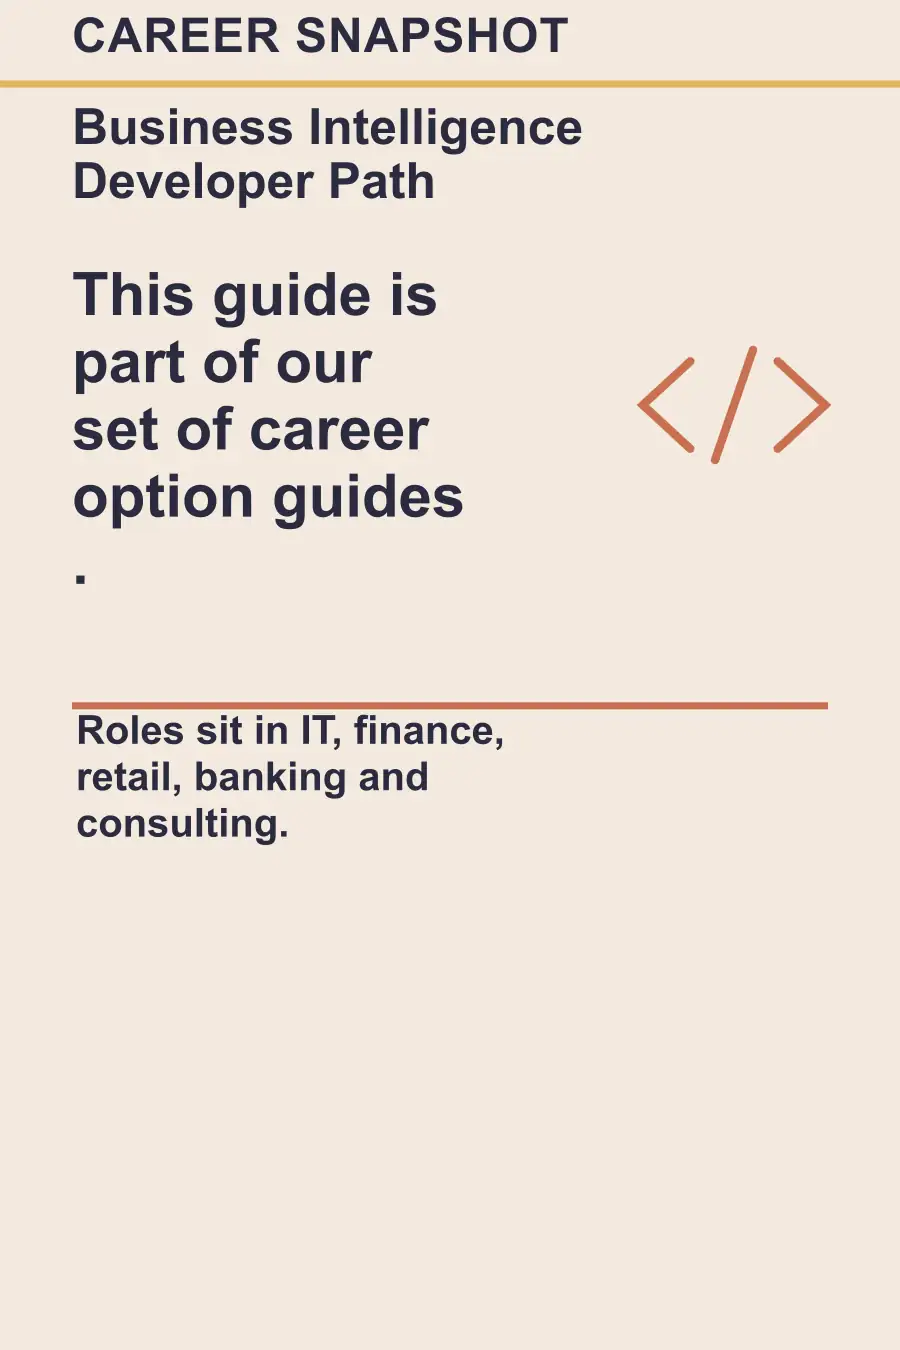 CAREER SNAPSHOT
Business Intelligence
Developer Path
This guide is
part of our
set of career
option guides
.
Roles sit in IT, finance,
retail, banking and
consulting.